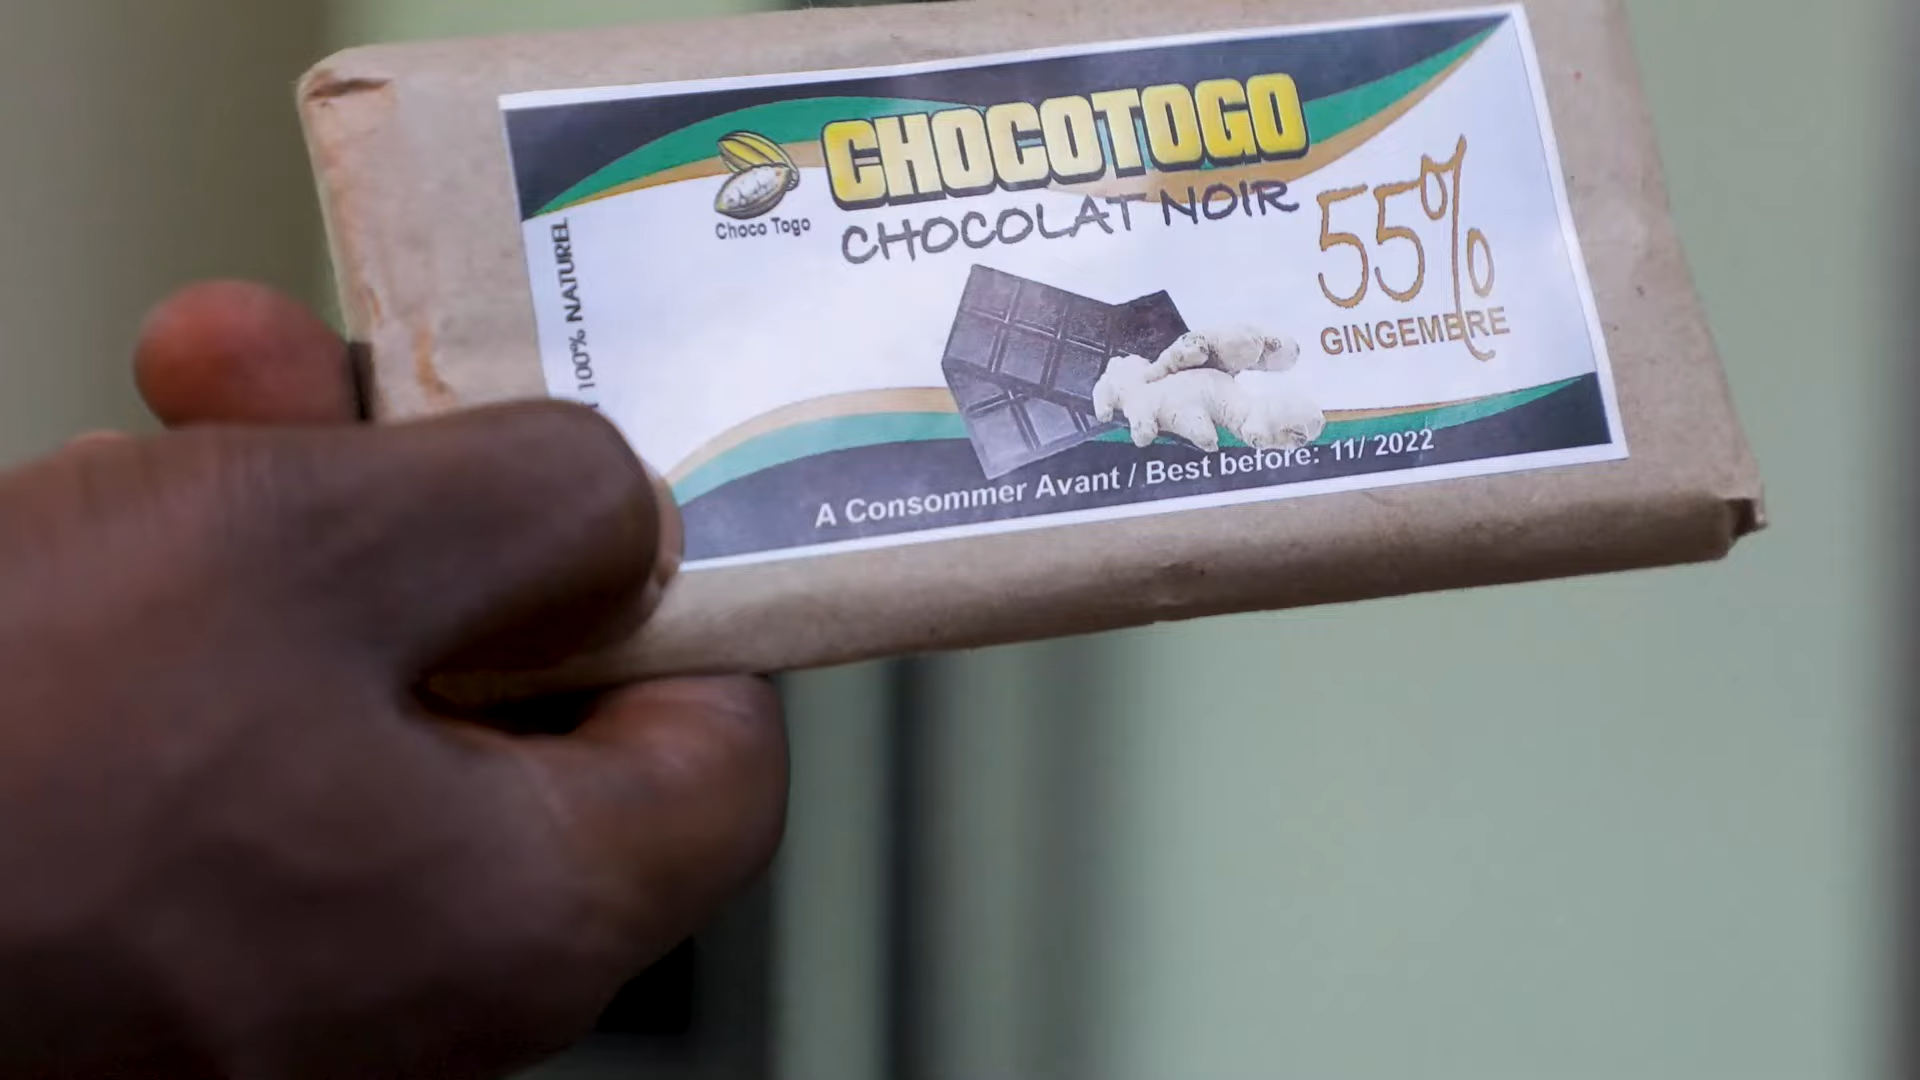 CHOCOTOGO
Choco Togo
CHOCOLAT NOIR
55%
GINGEMBRE
100% NATUREL
A Consommer Avant / Best before: 11/ 2022